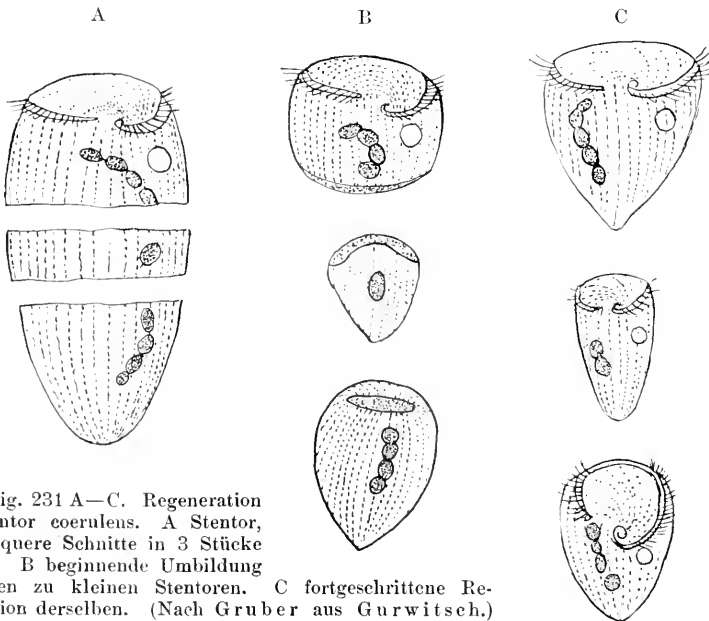 A B C
ig. 231 A—C. Regeneration
ntor coeruleus. A Stentor,
quere Schnitte in 3 Stücke
B beginnende Umbildung
en zu kleinen Stentoren. C fortgeschrittene Re-
ion derselben. (Nach Gruber aus Gurwitsch.)